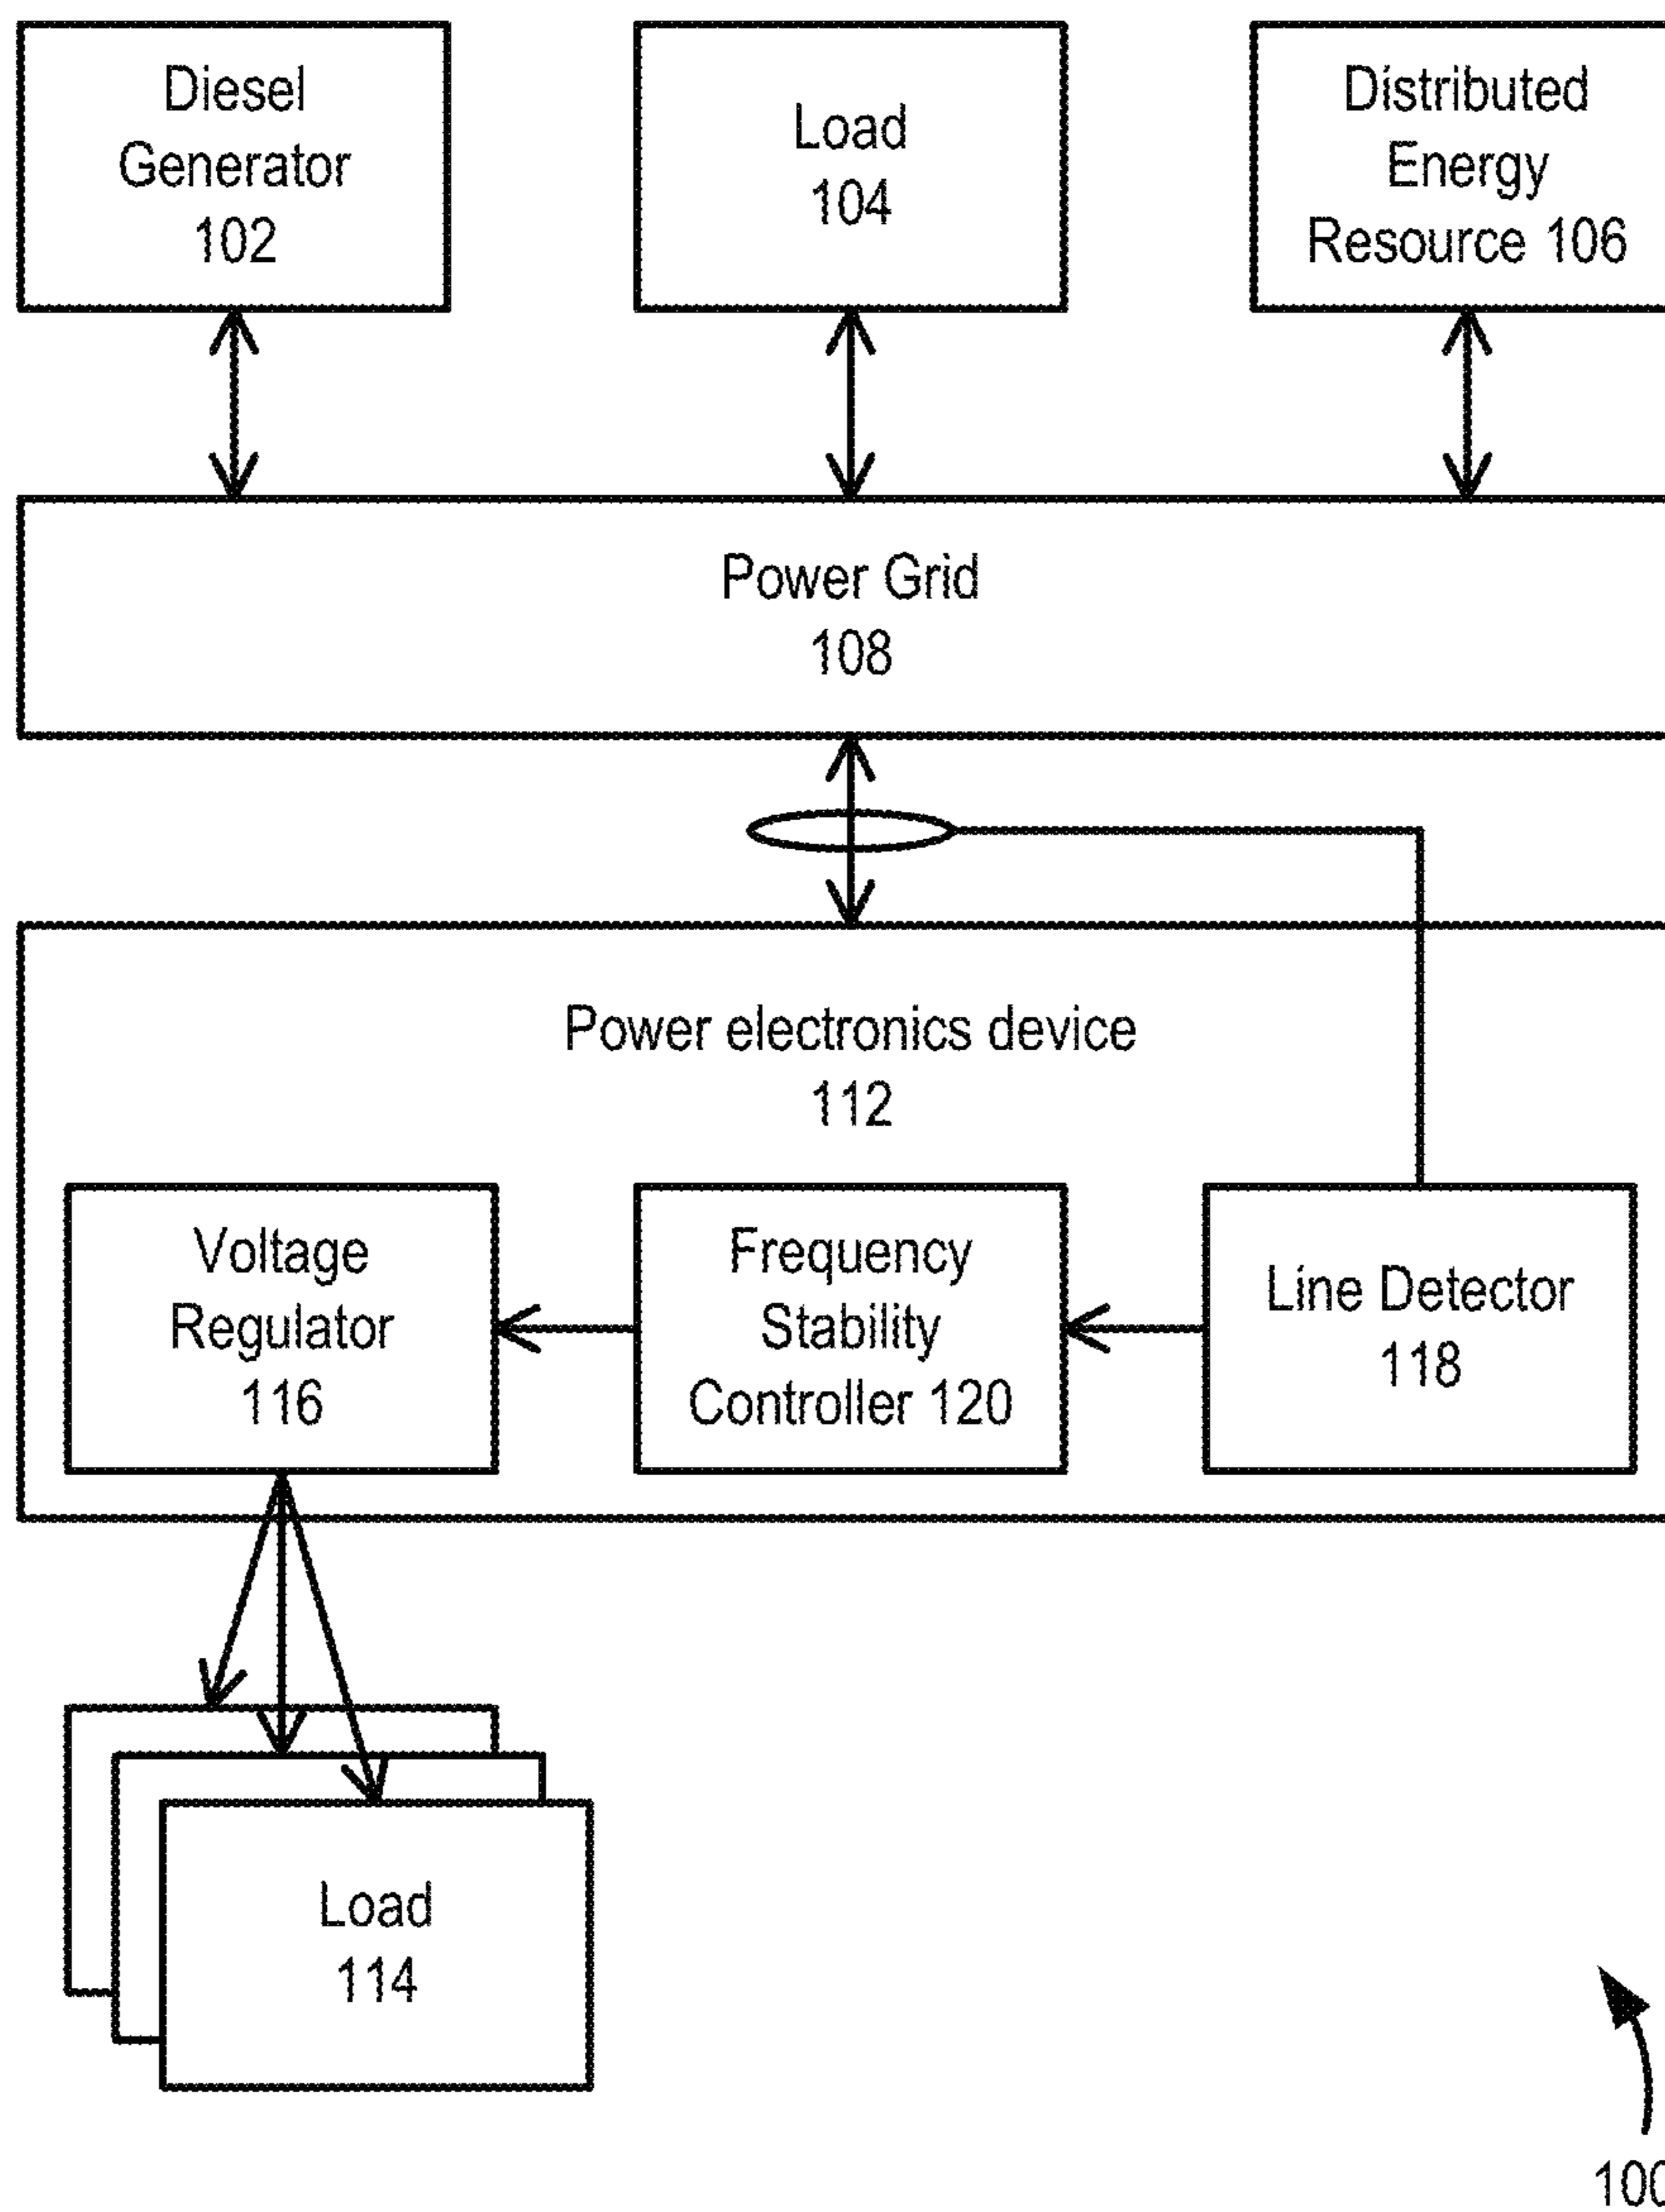 Diesel
Generator
102
Load
104
Distributed
Energy
Resource 106
Power Grid
108
Power electronics device
112
Voltage
Regulator
116
Frequency
Stability
Controller 120
Line Detector
118
Load
114
100